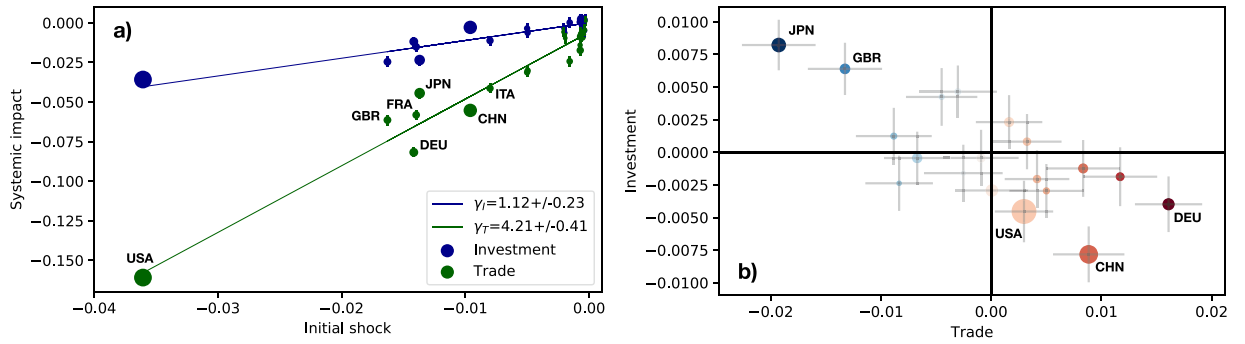 a)
0.000
−0.025
−0.050
−0.075
−0.100
−0.125
−0.150
Systemic impact
−0.04
−0.03
−0.02
−0.01
0.00
Initial shock
JPN
FRA
ITA
GBR
CHN
DEU
USA
γI=1.12+/-0.23
γT=4.21+/-0.41
Investment
Trade
b)
0.0100
0.0075
0.0050
0.0025
0.0000
−0.0025
−0.0050
−0.0075
−0.0100
Investment
−0.02
−0.01
0.00
0.01
0.02
Trade
JPN
GBR
USA
DEU
CHN